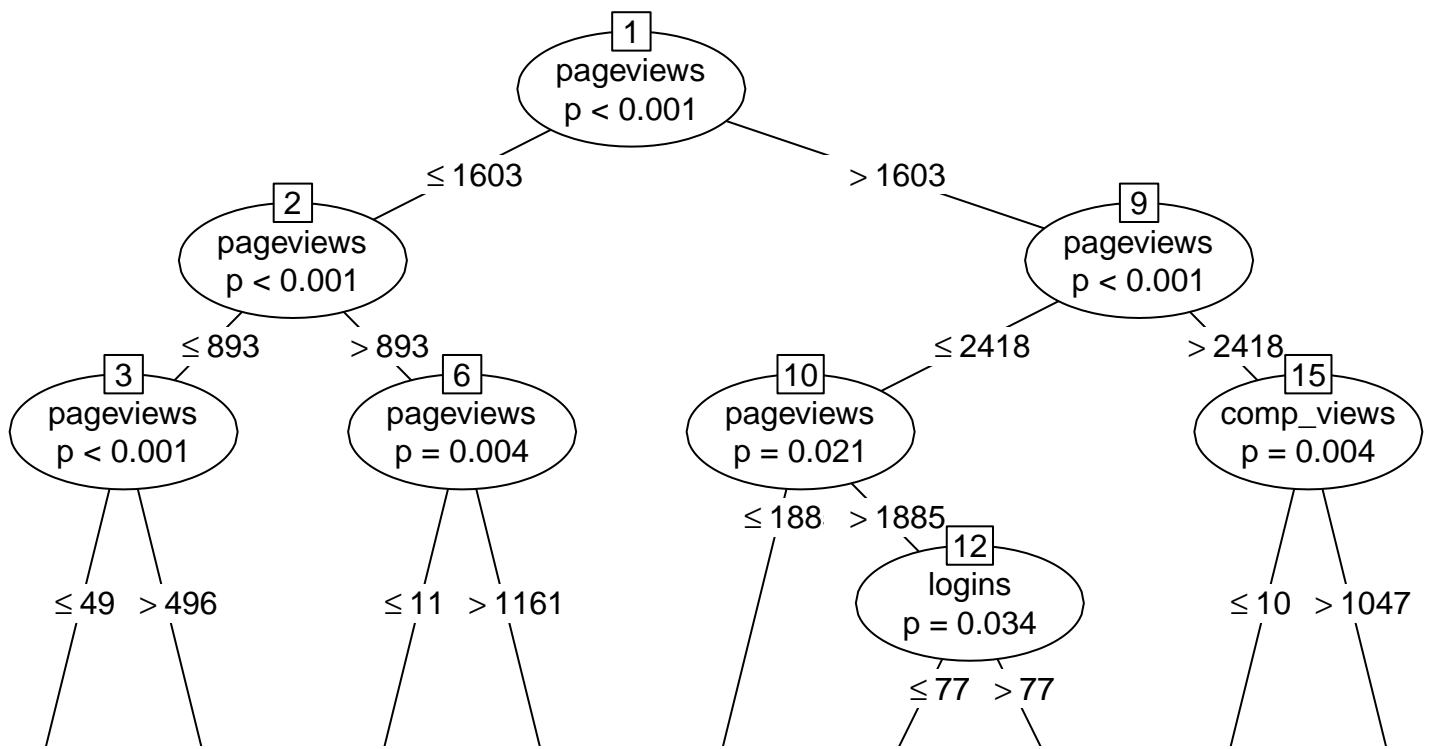 1
pageviews
p < 0.001
≤ 1603
> 1603
2
pageviews
p < 0.001
9
pageviews
p < 0.001
≤ 893
> 893
≤ 2418
> 2418
3
pageviews
p < 0.001
6
pageviews
p = 0.004
10
pageviews
p = 0.021
15
comp_views
p = 0.004
≤ 188
> 1885
12
logins
p = 0.034
≤ 49
> 496
≤ 11
> 1161
≤ 10
> 1047
≤ 77
> 77